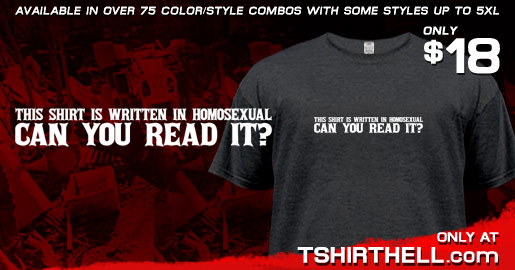 AVAILABLE IN OVER 75 COLOR/STYLE COMBOS WITH SOME STYLES UP TO 5XL
ONLY
$18
THIS SHIRT IS WRITTEN IN HOMOSEXUAL
CAN YOU READ IT?
THIS SHIRT IS WRITTEN IN HOMOSEXUAL
CAN YOU READ IT?
ONLY AT
TSHIRTHELL.com